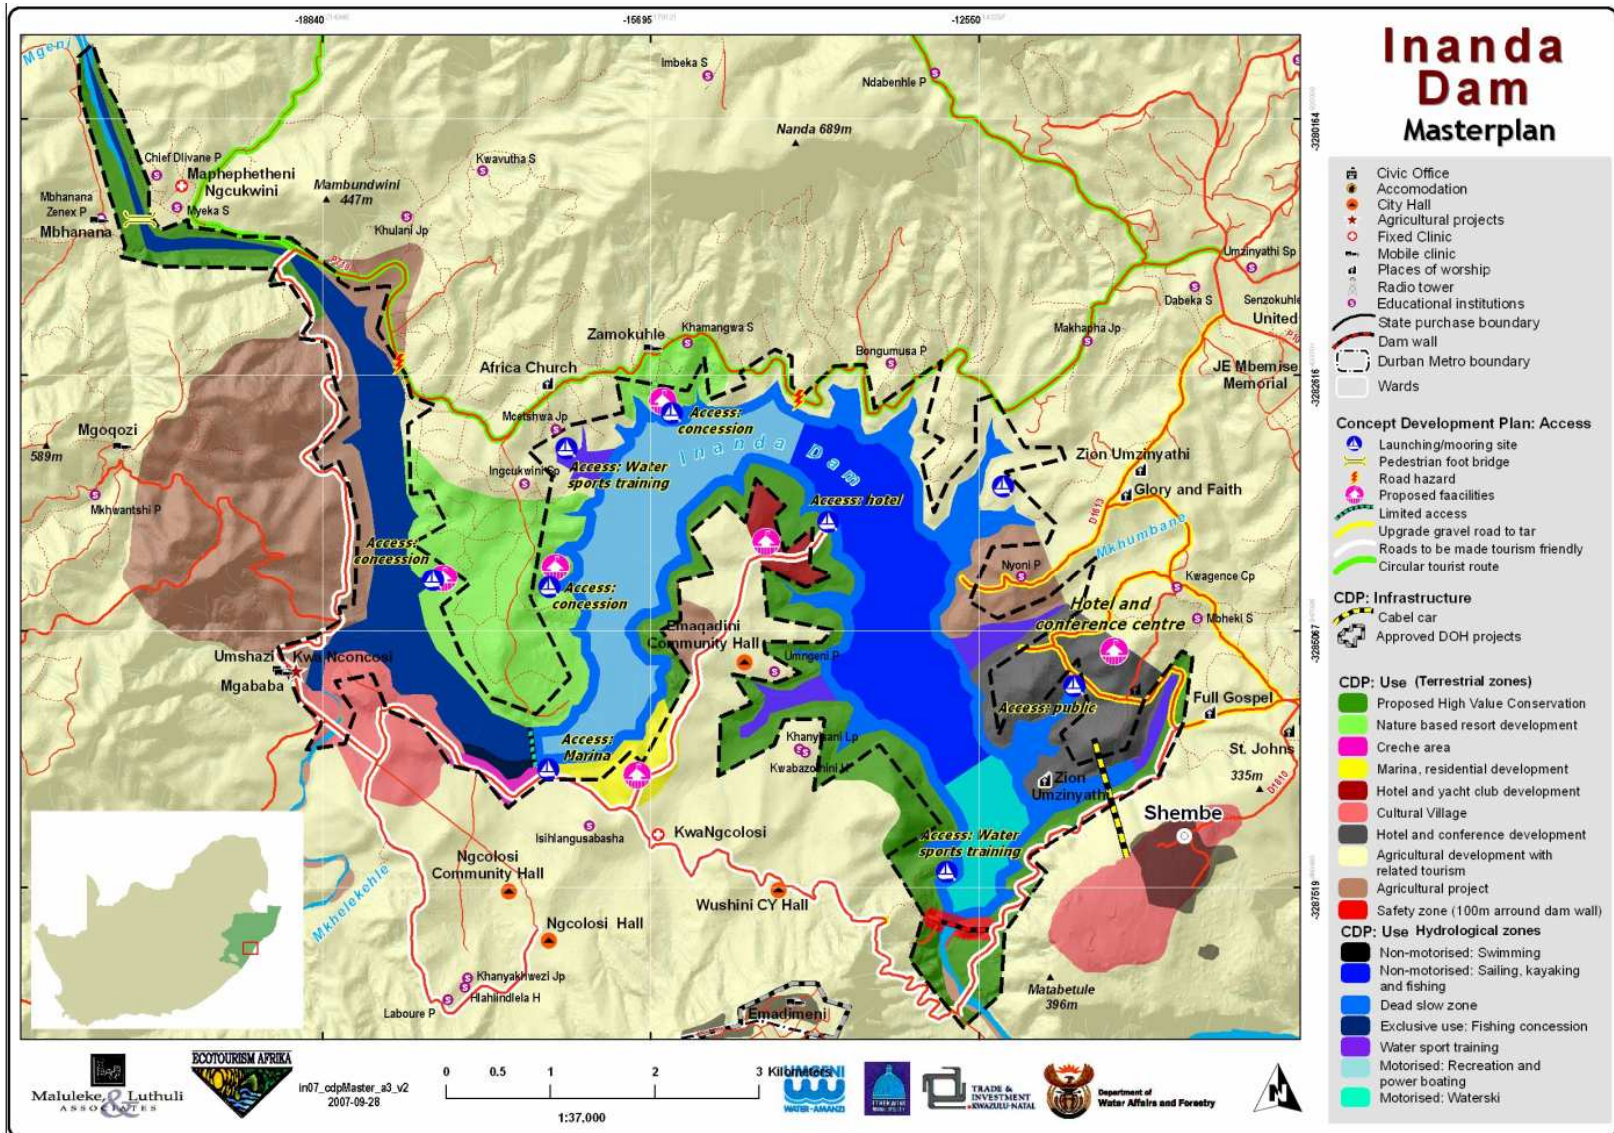 -18840
-15695
-12550
Inanda
Dam
Masterplan
Mgeni
Imbeka S
Ndabenhle P
Nanda 689m
-3280164
Chief Dlivane P
Maphephetheni
Ngcukwini
Kwavutha S
Mambundwini
447m
Mbhanana
Zenex P
Myeka S
Mbhanana
Khulani Jp
Umzinyathi Sp
Dabeka S
Senzokuhle
United
Zamokuhle
Khamangwa S
Makhapha Jp
Bongumusa P
Africa Church
JE Mbemise
Memorial
-3282616
Mcetshwa Jp
Access:
concession
Inanda Dam
Mgoqozi
589m
Ingcukwini Sp
Access: Water
sports training
Zion Umzinyathi
Glory and Faith
Mkhwantshi P
Access: hotel
D1613
Mkhumbane
Access:
concession
Nyoni P
Kwagence Cp
Access:
concession
Hotel and
conference centre
Emaqadini
Community Hall
Mbheki S
-3285067
Umshazi
Kwa Nconcosi
Mgababa
Umngeni P
Full Gospel
Access: public
Access:
Marina
Khanyisani Lp
Kwabazothini H
St. Johns
335m
D1810
Zion
Umzinyathi
Shembe
Isihlangusabasha
KwaNgcolosi
Access: Water
sports training
Ngcolosi
Community Hall
Wushini CY Hall
-3287519
Mkhelekehle
Ngcolosi Hall
Khanyakhwezi Jp
Hlahlindlela H
Laboure P
Matabetule
396m
Emadimeni
Civic Office
Accomodation
City Hall
Agricultural projects
Fixed Clinic
Mobile clinic
Places of worship
Radio tower
Educational institutions
State purchase boundary
Dam wall
Durban Metro boundary
Wards
Concept Development Plan: Access
Launching/mooring site
Pedestrian foot bridge
Road hazard
Proposed faacilities
Limited access
Upgrade gravel road to tar
Roads to be made tourism friendly
Circular tourist route
CDP: Infrastructure
Cabel car
Approved DOH projects
CDP: Use (Terrestrial zones)
Proposed High Value Conservation
Nature based resort development
Creche area
Marina, residential development
Hotel and yacht club development
Cultural Village
Hotel and conference development
Agricultural development with
related tourism
Agricultural project
Safety zone (100m arround dam wall)
CDP: Use Hydrological zones
Non-motorised: Swimming
Non-motorised: Sailing, kayaking
and fishing
Dead slow zone
Exclusive use: Fishing concession
Water sport training
Motorised: Recreation and
power boating
Motorised: Waterski
Maluleke, Luthuli
& ASSOCIATES
ECOTOURISM AFRIKA
in07_cdpMaster_a3_v2
2007-09-28
0 0.5 1 2 3 Kilometers
1:37,000
UMGENI
WATER-AMANZI
ETHEKWINI
MUNICIPALITY
TRADE &
INVESTMENT
KWAZULU-NATAL
Department of
Water Affairs and Forestry
N